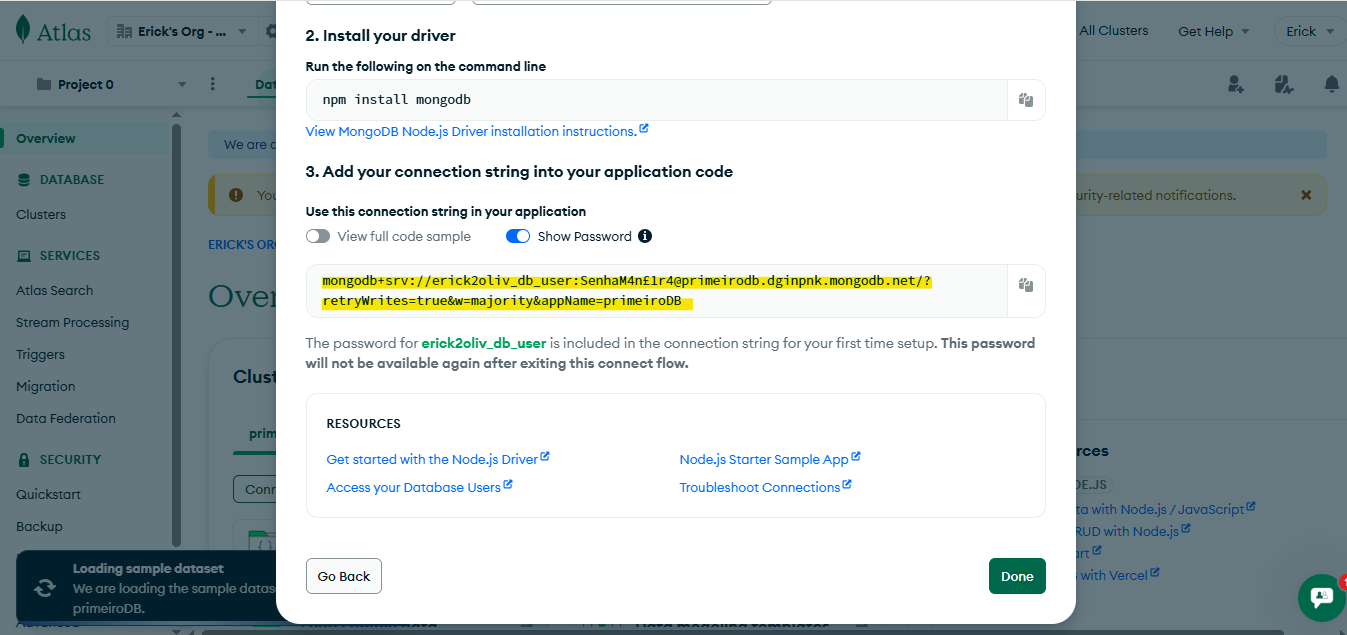 Atlas
Erick's Org - ...
All Clusters
Get Help
Erick
Project 0
Dat
Overview
We are
DATABASE
Clusters
SERVICES
Atlas Search
Stream Processing
Triggers
Migration
Data Federation
SECURITY
Quickstart
Backup
You
urity-related notifications.
ERICK'S ORG
Over
Clust
prim
Conn
2. Install your driver
Run the following on the command line
npm install mongodb
View MongoDB Node.js Driver installation instructions.
3. Add your connection string into your application code
Use this connection string in your application
View full code sample
Show Password
mongodb+srv://erick2oliv_db_user:SenhaM4n£1r4@primeirodb.dginpnk.mongodb.net/?
retryWrites=true&w=majority&appName=primeiroDB
The password for erick2oliv_db_user is included in the connection string for your first time setup. This password
will not be available again after exiting this connect flow.
RESOURCES
Get started with the Node.js Driver
Node.js Starter Sample App
Access your Database Users
Troubleshoot Connections
Go Back
Done
rces
DE.JS
ta with Node.js / JavaScript
RUD with Node.js
art
with Vercel
Loading sample dataset
We are loading the sample datas
primeiroDB.
Advanced